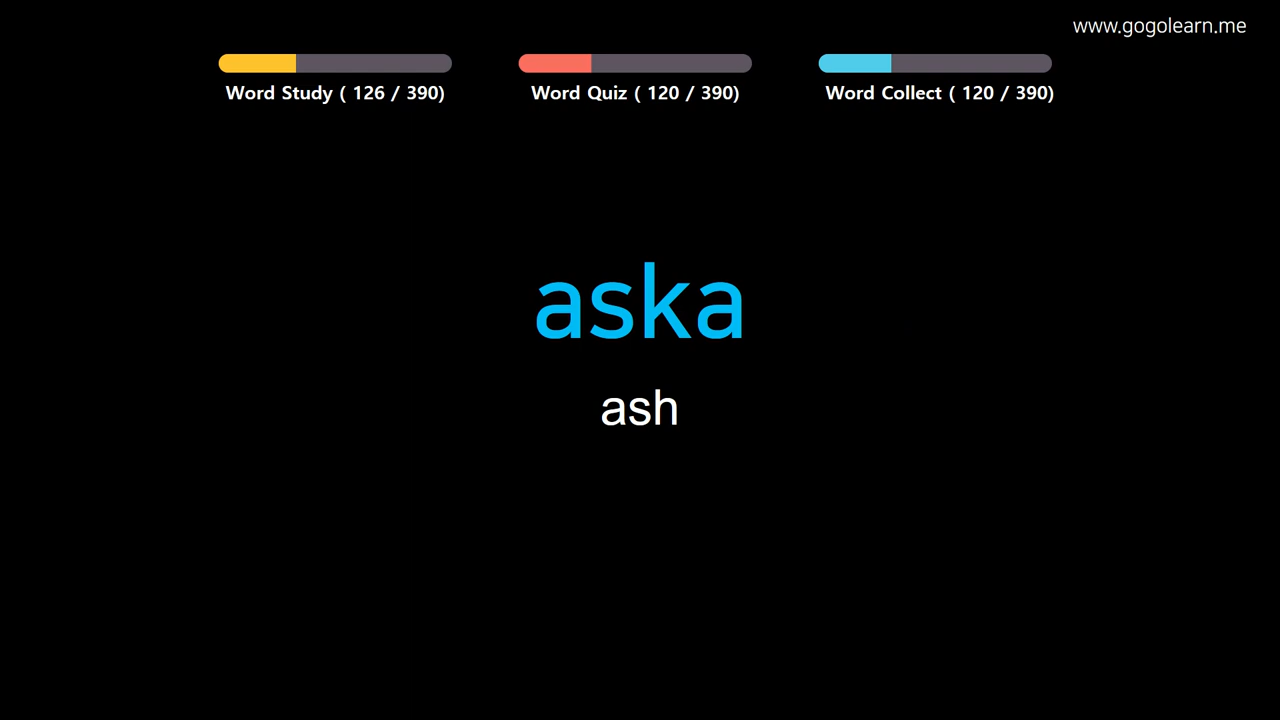 www.gogolearn.me
Word Study ( 126 / 390)
Word Quiz ( 120 / 390)
Word Collect ( 120 / 390)
aska
ash